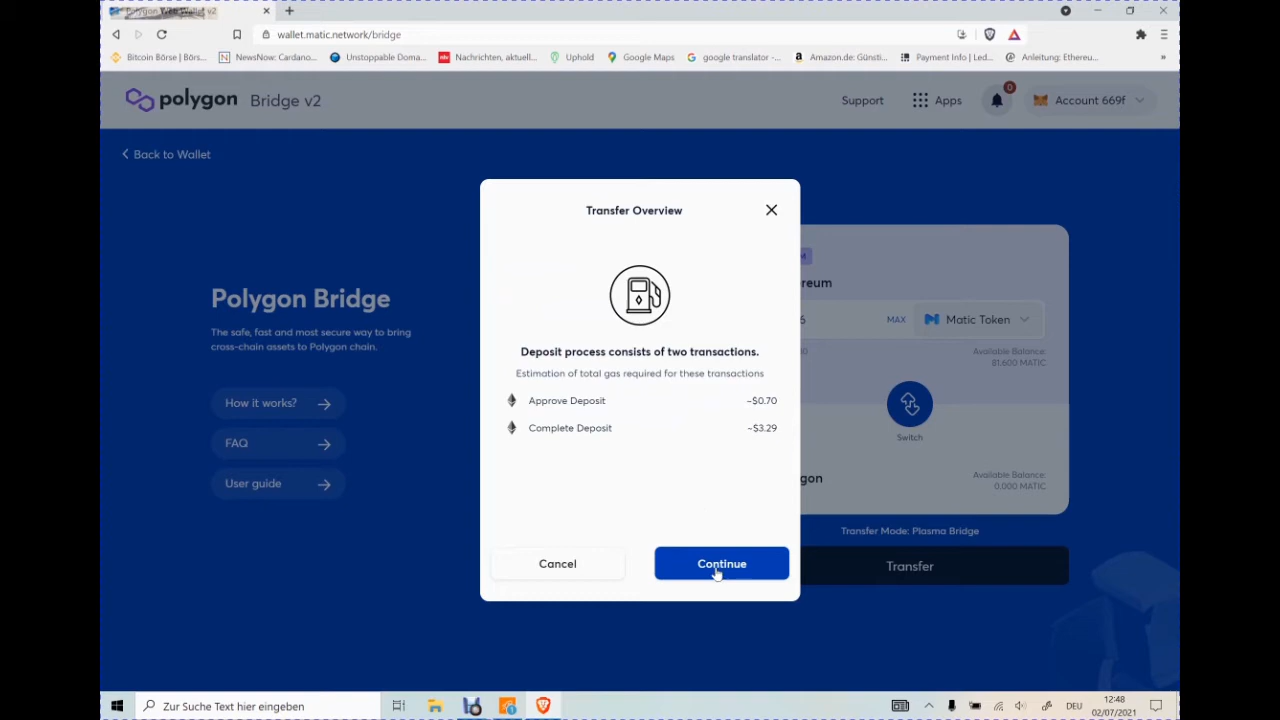 Polygon Web Wallet v2
wallet.matic.network/bridge
Bitcoin Börse | Börs... NewsNow: Cardano... Unstoppable Doma... Nachrichten, aktuell... Uphold Google Maps google translator -... Amazon.de: Günsti... Payment Info | Led... Anleitung: Ethereu... »
polygon Bridge v2 Support Apps 0 Account 669f
Back to Wallet
Transfer Overview
Polygon Bridge
The safe, fast and most secure way to bring
cross-chain assets to Polygon chain.
How it works?
FAQ
User guide
Deposit process consists of two transactions.
Estimation of total gas required for these transactions
Approve Deposit ~$0.70
Complete Deposit ~$3.29
Cancel Continue
M
reum
6 MAX Matic Token
Available Balance:
81.600 MATIC
Switch
gon
Available Balance:
0.000 MATIC
Transfer Mode: Plasma Bridge
Transfer
Zur Suche Text hier eingeben DEU 12:48
02/07/2021